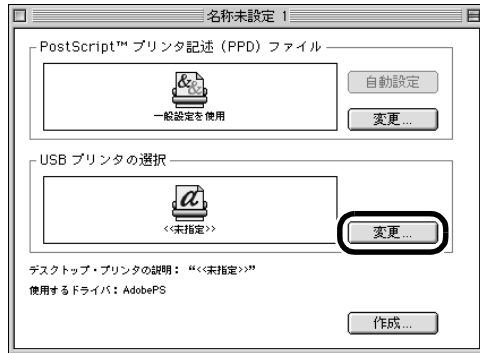 名称未設定 1
PostScript™ プリンタ記述（PPD）ファイル
一般設定を使用
自動設定
変更...
USB プリンタの選択
<<未指定>>
変更...
デスクトップ・プリンタの説明： “<<未指定>>”
使用するドライバ： AdobePS
作成...